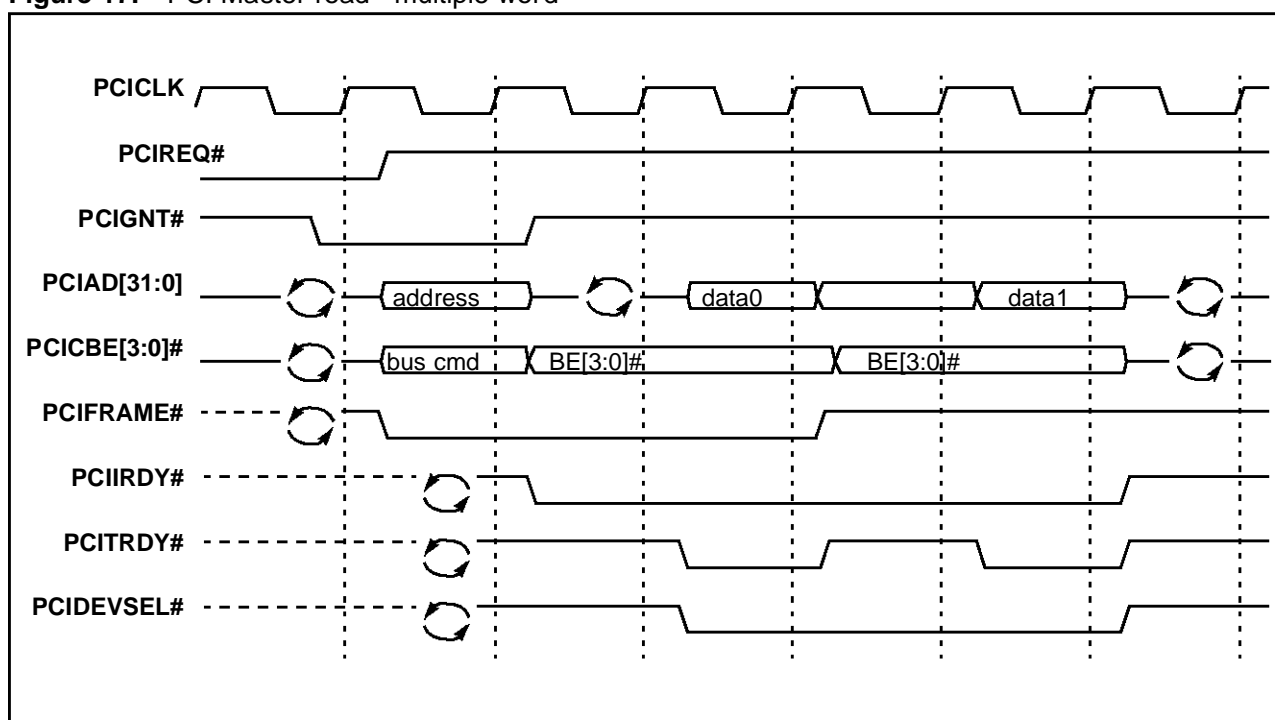 Figure 17. PCI Master read - multiple word
PCICLK
PCIREQ#
PCIGNT#
PCIAD[31:0]
address
data0
data1
PCICBE[3:0]#
bus cmd
BE[3:0]#
BE[3:0]#
PCIFRAME#
PCIIRDY#
PCITRDY#
PCIDEVSEL#